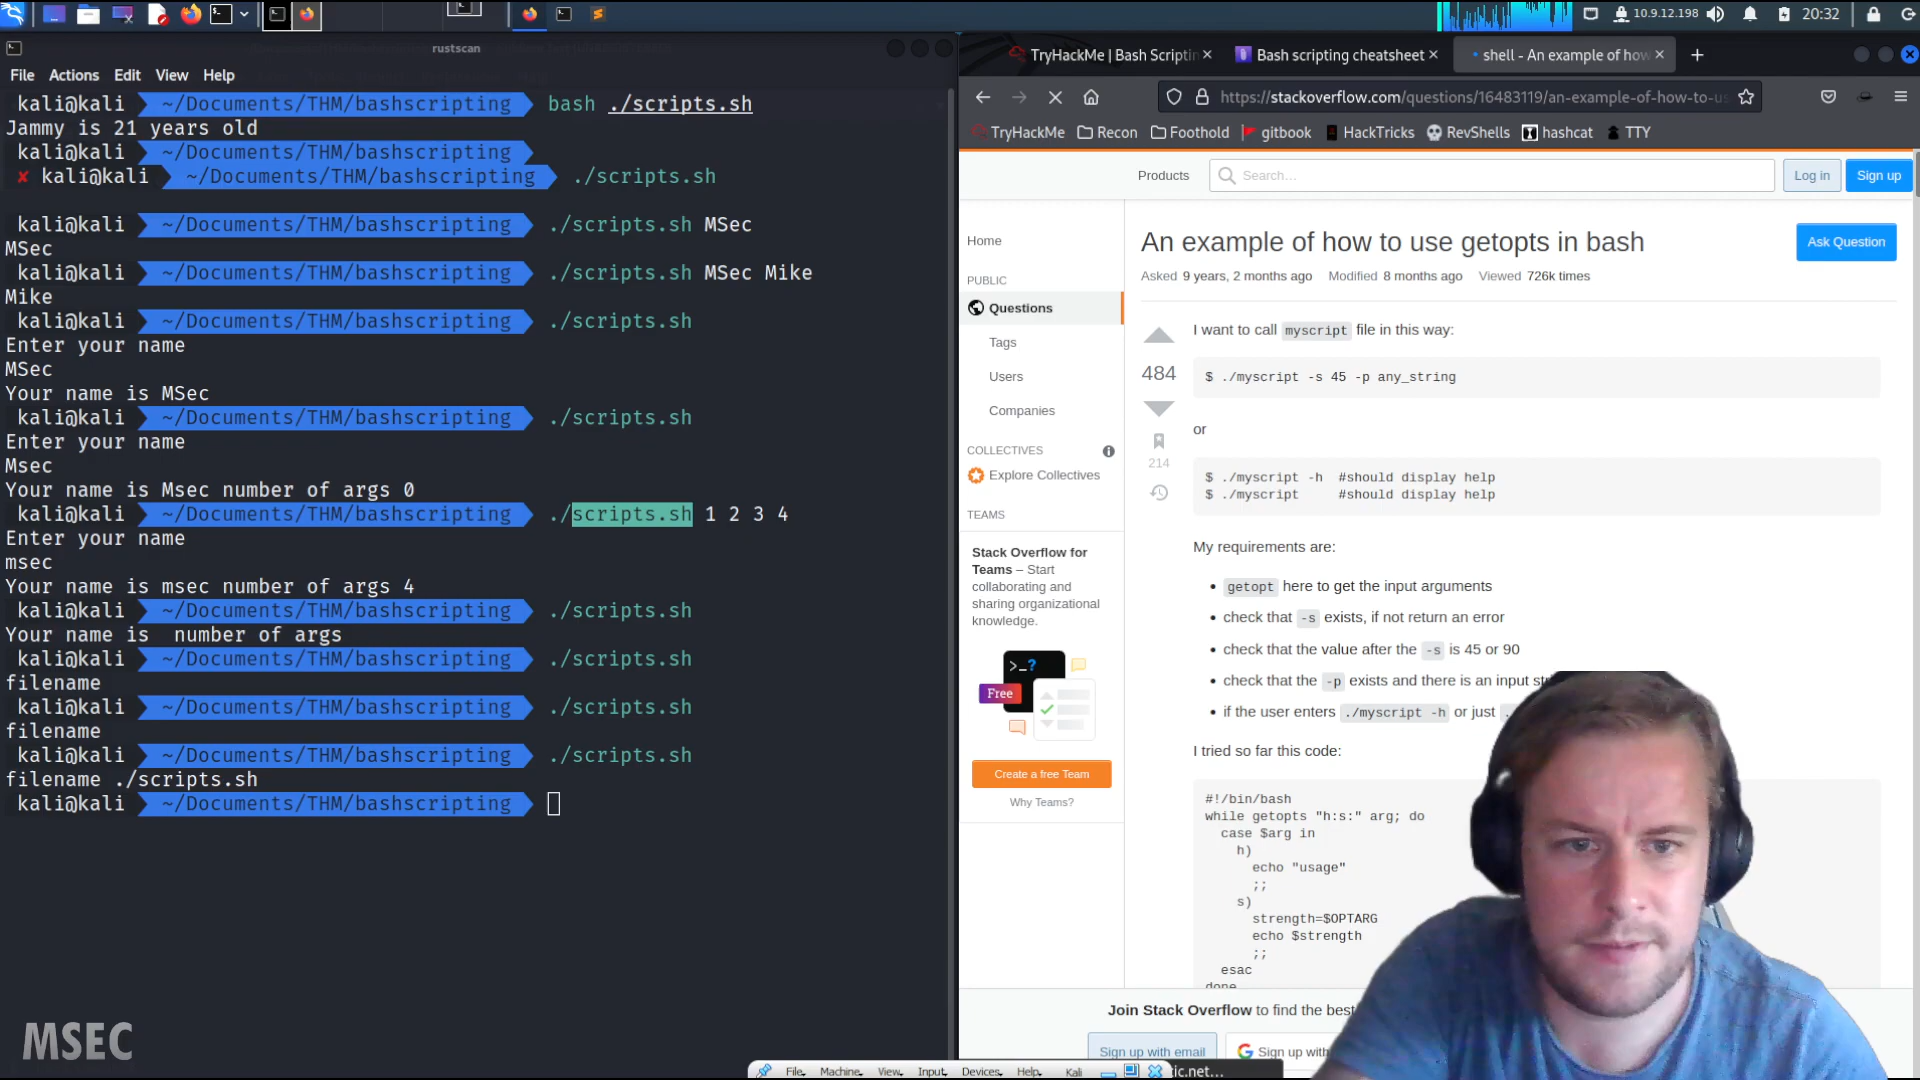 10.9.12.198
20:32
rustscan
File Actions Edit View Help
kali@kali ~/Documents/THM/bashscripting bash ./scripts.sh
Jammy is 21 years old
kali@kali ~/Documents/THM/bashscripting
✘ kali@kali ~/Documents/THM/bashscripting ./scripts.sh
kali@kali ~/Documents/THM/bashscripting ./scripts.sh MSec
MSec
kali@kali ~/Documents/THM/bashscripting ./scripts.sh MSec Mike
Mike
kali@kali ~/Documents/THM/bashscripting ./scripts.sh
Enter your name
MSec
Your name is MSec
kali@kali ~/Documents/THM/bashscripting ./scripts.sh
Enter your name
Msec
Your name is Msec number of args 0
kali@kali ~/Documents/THM/bashscripting ./scripts.sh 1 2 3 4
Enter your name
msec
Your name is msec number of args 4
kali@kali ~/Documents/THM/bashscripting ./scripts.sh
Your name is  number of args
kali@kali ~/Documents/THM/bashscripting ./scripts.sh
filename
kali@kali ~/Documents/THM/bashscripting ./scripts.sh
filename
kali@kali ~/Documents/THM/bashscripting ./scripts.sh
filename ./scripts.sh
kali@kali ~/Documents/THM/bashscripting
MSEC
TryHackMe | Bash Scriptin
Bash scripting cheatsheet
shell - An example of how
https://stackoverflow.com/questions/16483119/an-example-of-how-to-us
TryHackMe Recon Foothold gitbook HackTricks RevShells hashcat TTY
Products Search… Log in Sign up
Home
PUBLIC
Questions
Tags
Users
Companies
COLLECTIVES
Explore Collectives
TEAMS
Stack Overflow for
Teams – Start
collaborating and
sharing organizational
knowledge.
>_?
Free
Create a free Team
Why Teams?
An example of how to use getopts in bash
Ask Question
Asked 9 years, 2 months ago Modified 8 months ago Viewed 726k times
484
214
I want to call myscript file in this way:
$ ./myscript -s 45 -p any_string
or
$ ./myscript -h  #should display help
$ ./myscript     #should display help
My requirements are:
• getopt here to get the input arguments
• check that -s exists, if not return an error
• check that the value after the -s is 45 or 90
• check that the -p exists and there is an input
• if the user enters ./myscript -h or just
I tried so far this code:
#!/bin/bash
while getopts "h:s:" arg; do
case $arg in
h)
echo "usage"
;;
s)
strength=$OPTARG
echo $strength
;;
esac
done
Join Stack Overflow to find the best
Sign up with email
Sign up with
File Machine View Input Devices Help Kali
tic.net...